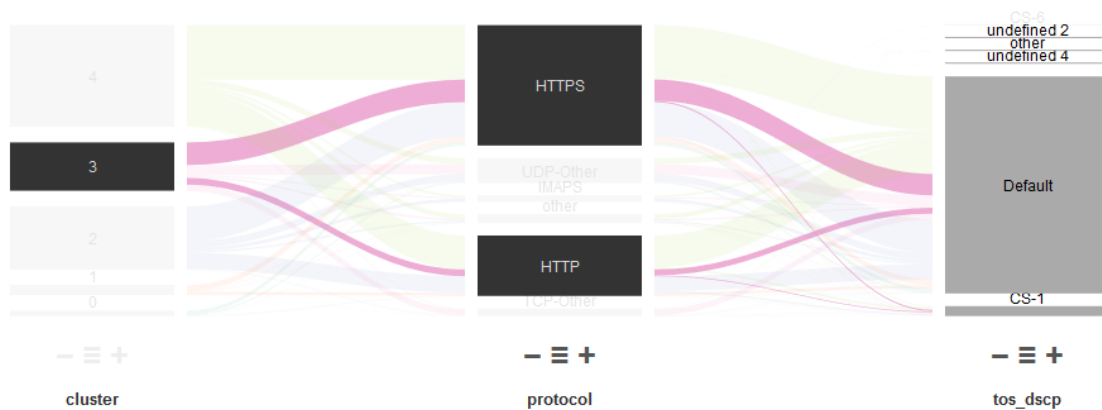 4
3
2
1
0
HTTPS
UDP-Other
IMAPS
other
HTTP
TCP-Other
CS-6
undefined 2
other
undefined 4
Default
CS-1
− ≡ +
− ≡ +
− ≡ +
cluster
protocol
tos_dscp